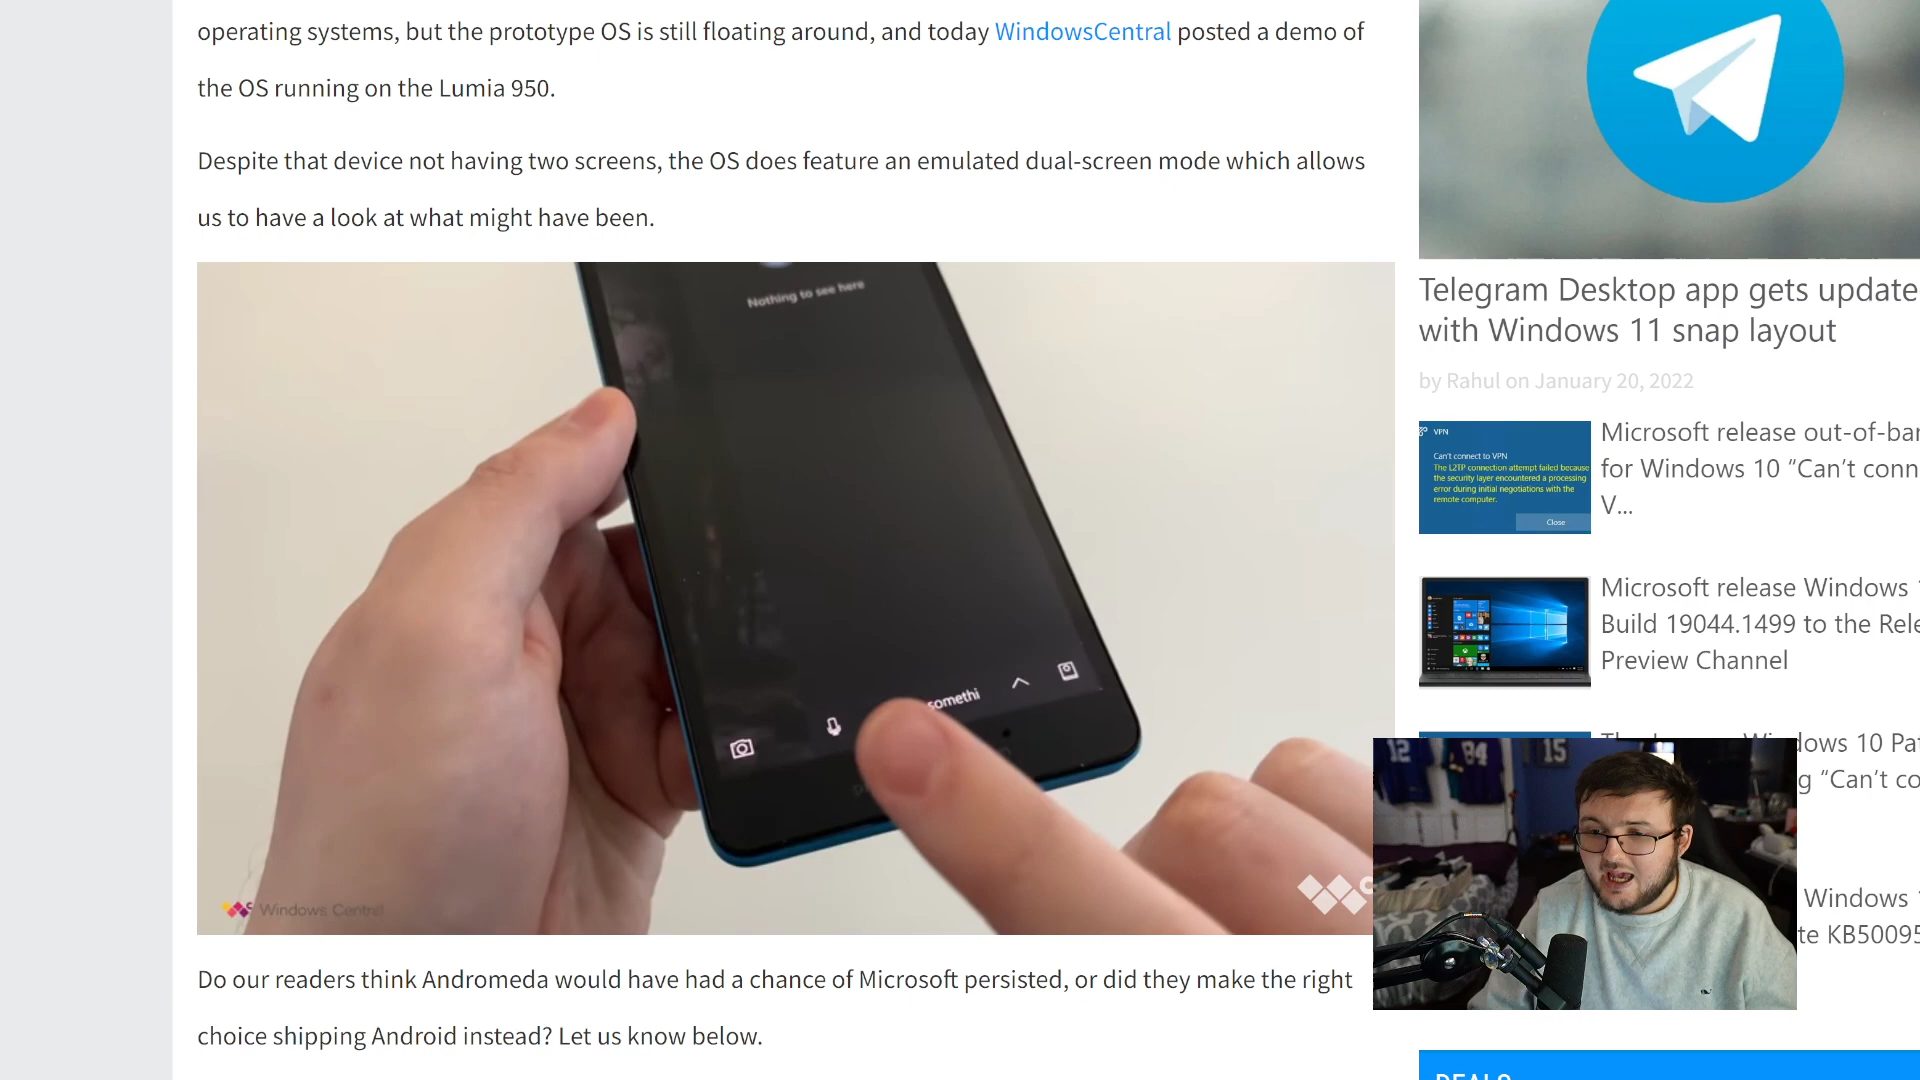 operating systems, but the prototype OS is still floating around, and today WindowsCentral posted a demo of
the OS running on the Lumia 950.
Despite that device not having two screens, the OS does feature an emulated dual-screen mode which allows
us to have a look at what might have been.
Nothing to see here
somethi
Windows Central
Do our readers think Andromeda would have had a chance of Microsoft persisted, or did they make the right
choice shipping Android instead? Let us know below.
Telegram Desktop app gets update
with Windows 11 snap layout
by Rahul on January 20, 2022
VPN
Can't connect to VPN
The L2TP connection attempt failed because
the security layer encountered a processing
error during initial negotiations with the
remote computer.
Close
Microsoft release out-of-ban
for Windows 10 “Can’t conn
V...
Microsoft release Windows 1
Build 19044.1499 to the Rele
Preview Channel
dows 10 Pat
g “Can’t co
12
84
15
Windows 1
te KB50095
DEALS